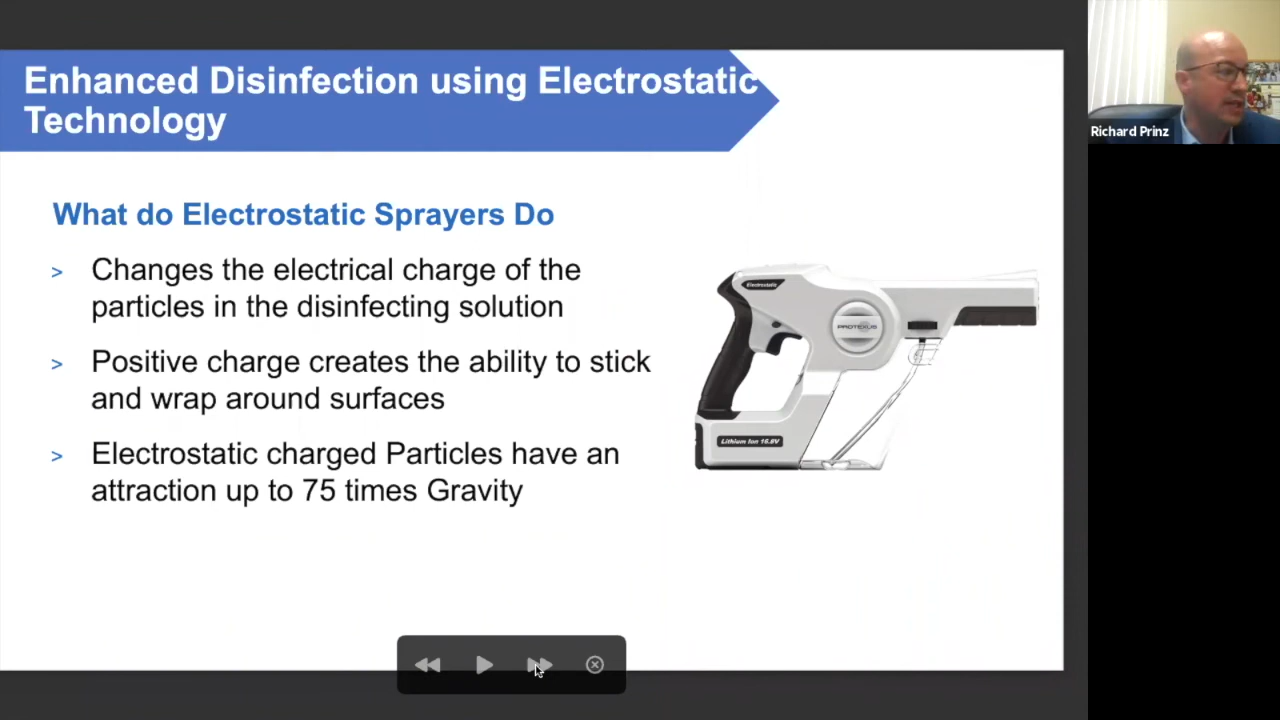 Enhanced Disinfection using Electrostatic
Technology
Richard Prinz
What do Electrostatic Sprayers Do
> Changes the electrical charge of the
particles in the disinfecting solution
> Positive charge creates the ability to stick
and wrap around surfaces
> Electrostatic charged Particles have an
attraction up to 75 times Gravity
Electrostatic
PROTEXUS
Lithium Ion 16.8V